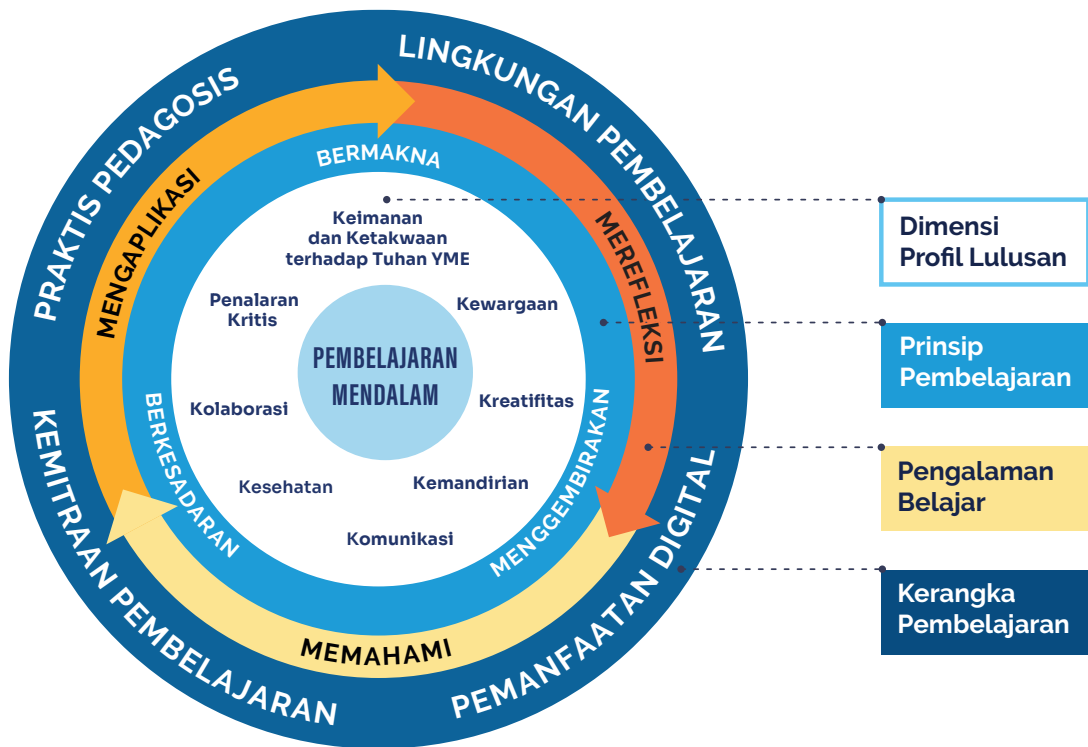 PRAKTIS PEDAGOSIS
LINGKUNGAN PEMBELAJARAN
PEMANFAATAN DIGITAL
KEMITRAAN PEMBELAJARAN
MENGAPLIKASI
MEREFLEKSI
MEMAHAMI
BERMAKNA
MENGGEMBIRAKAN
BERKESADARAN
Keimanan
dan Ketakwaan
terhadap Tuhan YME
Kewargaan
Kreatifitas
Kemandirian
Komunikasi
Kesehatan
Kolaborasi
Penalaran
Kritis
PEMBELAJARAN
MENDALAM
Dimensi
Profil Lulusan
Prinsip
Pembelajaran
Pengalaman
Belajar
Kerangka
Pembelajaran